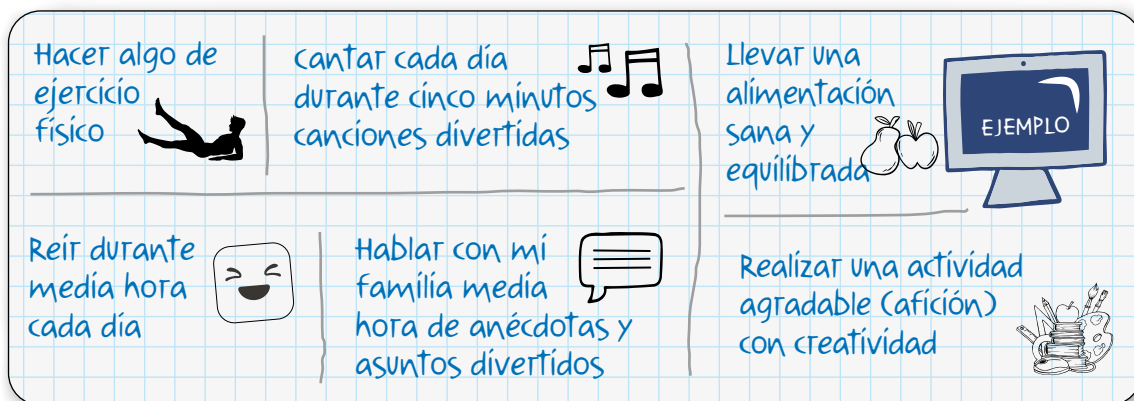 Hacer algo de
ejercicio
físico
Cantar cada día
durante cinco minutos
canciones divertidas
Llevar una
alimentación
sana y
equilibrada
EJEMPLO
Reír durante
media hora
cada día
Hablar con mi
familia media
hora de anécdotas y
asuntos divertidos
Realizar una actividad
agradable (afición)
con creatividad